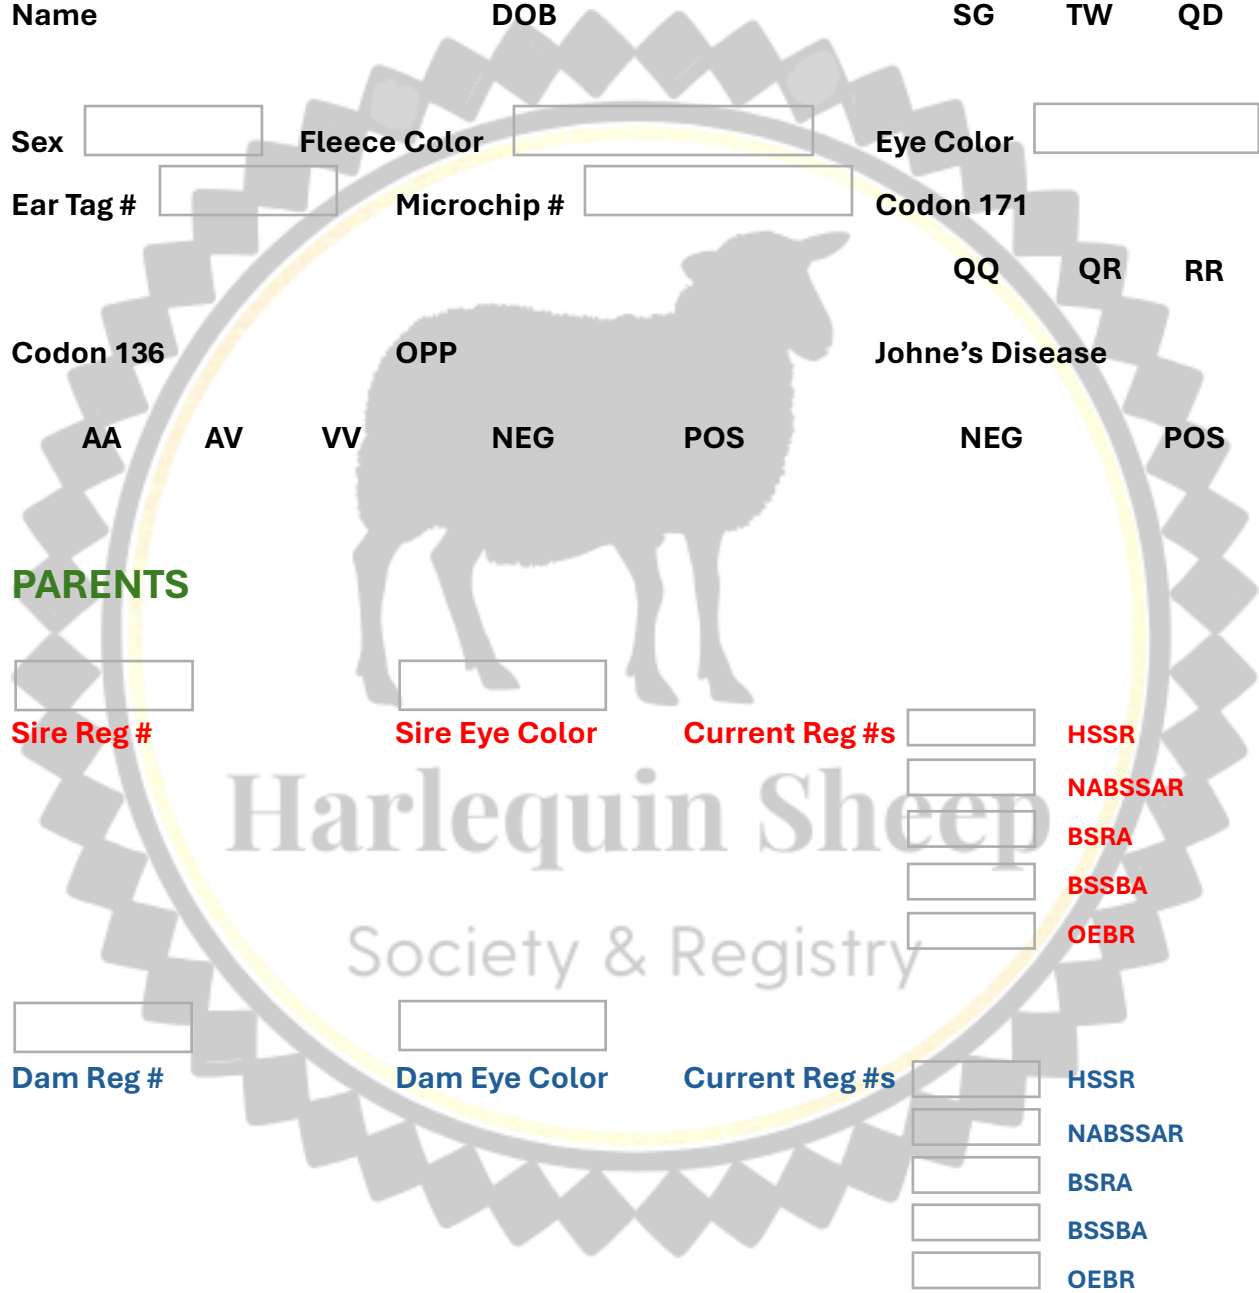 Name DOB SG TW QD
Sex Fleece Color Eye Color
Ear Tag # Microchip # Codon 171
QQ QR RR
Codon 136 OPP Johne’s Disease
AA AV VV NEG POS NEG POS
PARENTS
Sire Reg # Sire Eye Color Current Reg #s HSSR
NABSSAR
Harlequin Sheep
BSRA
BSSBA
OEBR
Society & Registry
Dam Reg # Dam Eye Color Current Reg #s HSSR
NABSSAR
BSRA
BSSBA
OEBR